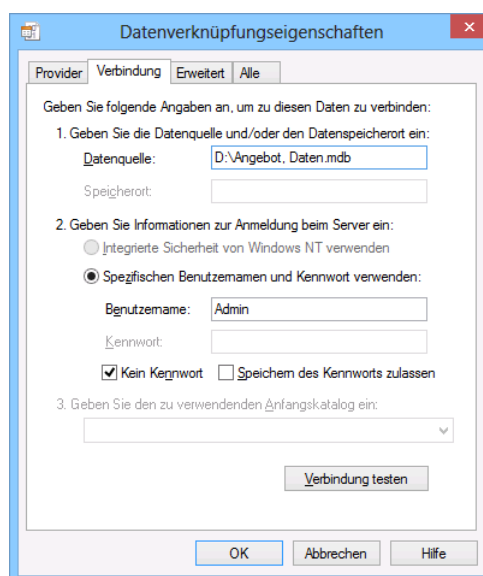 Datenverknüpfungseigenschaften
Provider Verbindung Erweitert Alle
Geben Sie folgende Angaben an, um zu diesen Daten zu verbinden:
1. Geben Sie die Datenquelle und/oder den Datenspeicherort ein:
Datenquelle: D:\Angebot, Daten.mdb
Speicherort:
2. Geben Sie Informationen zur Anmeldung beim Server ein:
Integrierte Sicherheit von Windows NT verwenden
Spezifischen Benutzernamen und Kennwort verwenden:
Benutzername: Admin
Kennwort:
Kein Kennwort Speichern des Kennworts zulassen
3. Geben Sie den zu verwendenden Anfangskatalog ein:
Verbindung testen
OK Abbrechen Hilfe